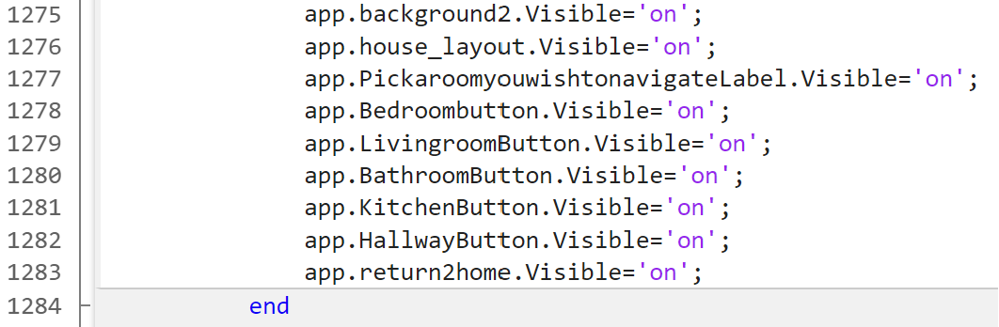 1275 app.background2.Visible='on';
1276 app.house_layout.Visible='on';
1277 app.PickaroomyouwishtonavigateLabel.Visible='on';
1278 app.Bedroombutton.Visible='on';
1279 app.LivingroomButton.Visible='on';
1280 app.BathroomButton.Visible='on';
1281 app.KitchenButton.Visible='on';
1282 app.HallwayButton.Visible='on';
1283 app.return2home.Visible='on';
1284 end